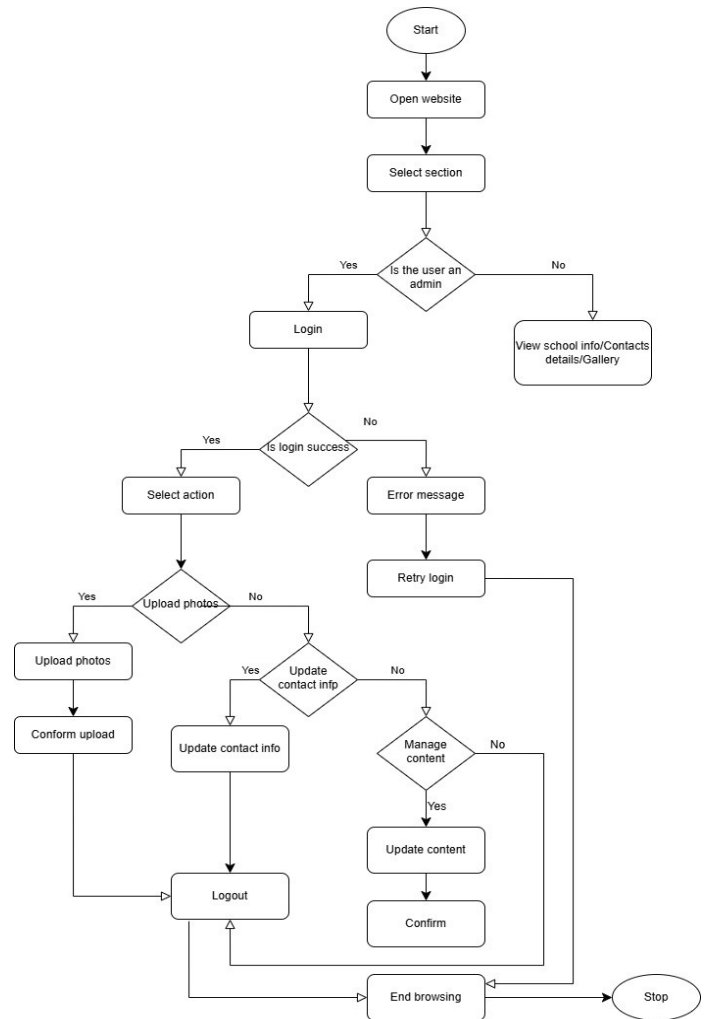 Start
Open website
Select section
Is the user an
admin
Yes
No
Login
View school info/Contacts
details/Gallery
Is login success
Yes
No
Select action
Error message
Retry login
Upload photos
Yes
No
Upload photos
Conform upload
Update
contact infp
Yes
No
Update contact info
Manage
content
No
Yes
Update content
Confirm
Logout
End browsing
Stop